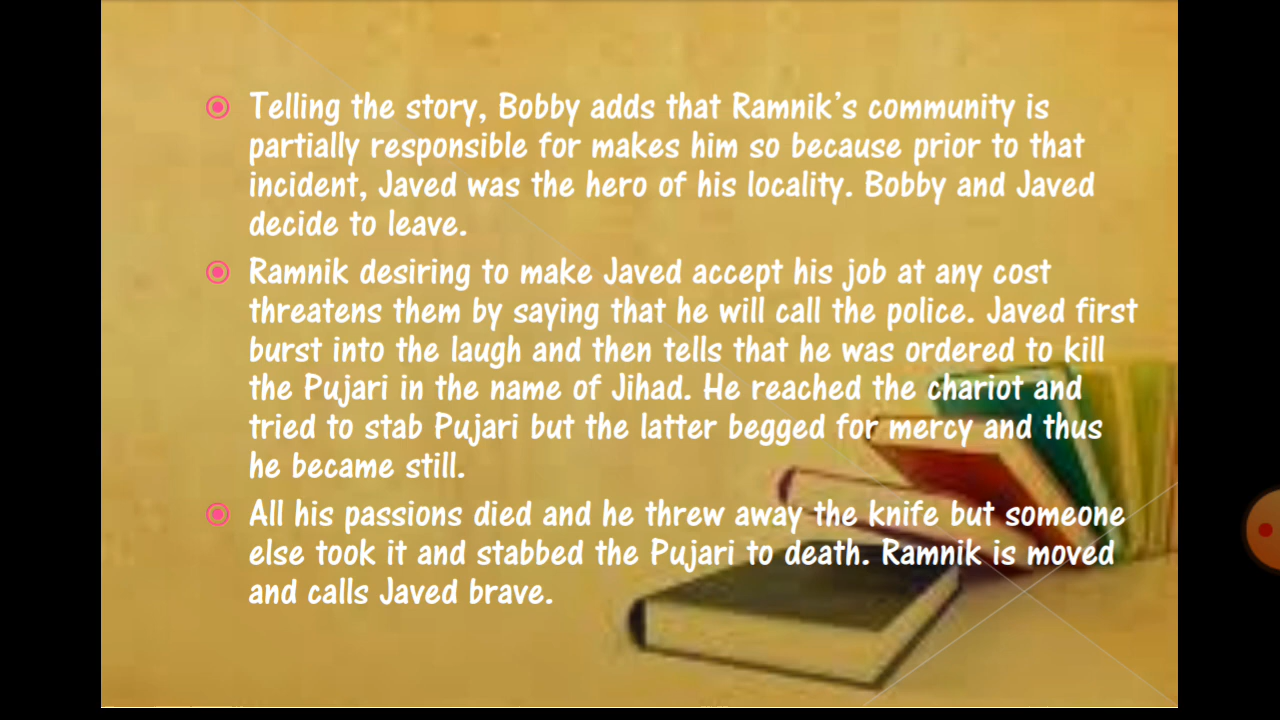 Telling the story, Bobby adds that Ramnik's community is
partially responsible for makes him so because prior to that
incident, Javed was the hero of his locality. Bobby and Javed
decide to leave.
Ramnik desiring to make Javed accept his job at any cost
threatens them by saying that he will call the police. Javed first
burst into the laugh and then tells that he was ordered to kill
the Pujari in the name of Jihad. He reached the chariot and
tried to stab Pujari but the latter begged for mercy and thus
he became still.
All his passions died and he threw away the knife but someone
else took it and stabbed the Pujari to death. Ramnik is moved
and calls Javed brave.